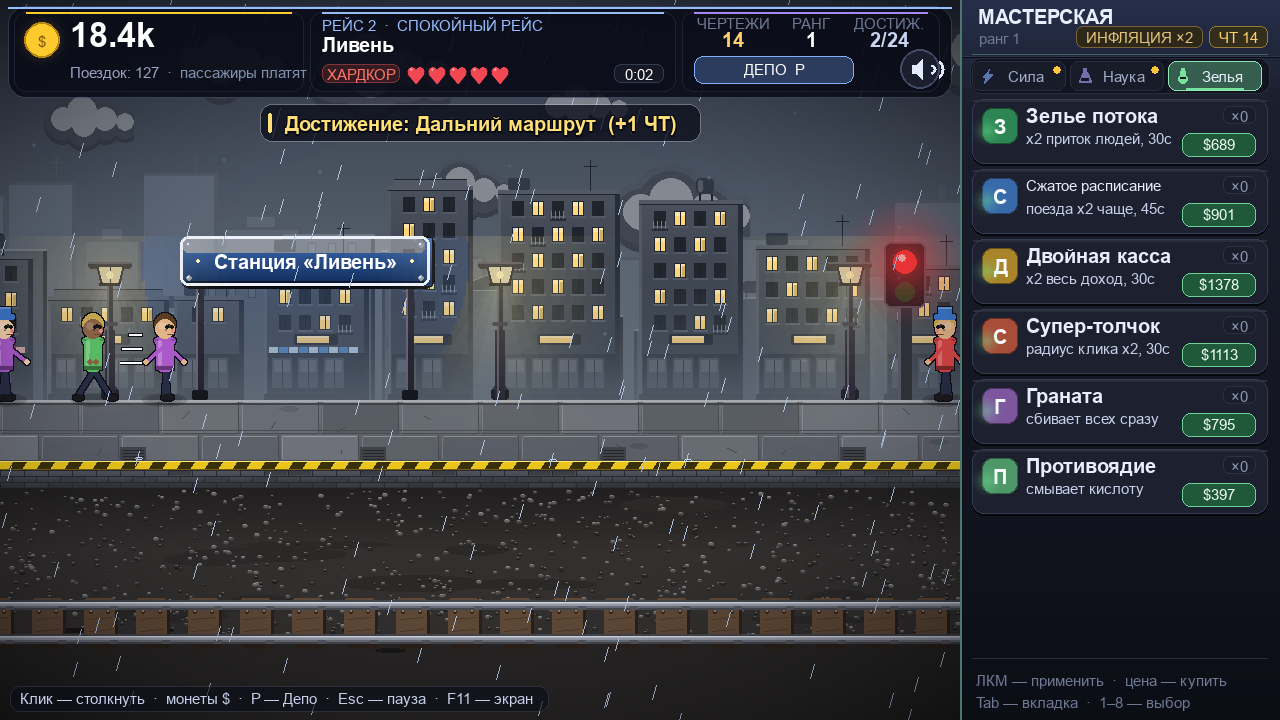 $
18.4k
Поездок: 127 · пассажиры платят
РЕЙС 2 · СПОКОЙНЫЙ РЕЙС
Ливень
ХАРДКОР
0:02
ЧЕРТЕЖИ РАНГ ДОСТИЖ.
14 1 2/24
ДЕПО Р
Достижение: Дальний маршрут (+1 ЧТ)
· Станция «Ливень» ·
Клик — столкнуть · монеты $ · Р — Депо · Esc — пауза · F11 — экран
МАСТЕРСКАЯ
ранг 1
ИНФЛЯЦИЯ ×2
ЧТ 14
Сила
Наука
Зелья
З
Зелье потока
×0
х2 приток людей, 30с
$689
С
Сжатое расписание
×0
поезда х2 чаще, 45с
$901
Д
Двойная касса
×0
х2 весь доход, 30с
$1378
С
Супер-толчок
×0
радиус клика х2, 30с
$1113
Г
Граната
×0
сбивает всех сразу
$795
П
Противоядие
×0
смывает кислоту
$397
ЛКМ — применить · цена — купить
Tab — вкладка · 1–8 — выбор